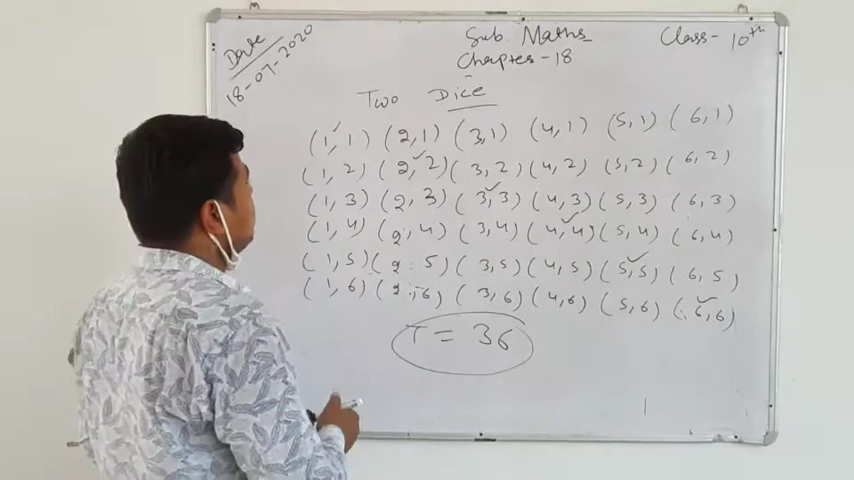 Date
18-07-2020
Sub Maths
Class- 10th
Chapter-18
Two Dice
(1,1) (2,1) (3,1) (4,1) (5,1) (6,1)
(1,2) (2,2) (3,2) (4,2) (5,2) (6,2)
(1,3) (2,3) (3,3) (4,3) (5,3) (6,3)
(1,4) (2,4) (3,4) (4,4) (5,4) (6,4)
(1,5) (2,5) (3,5) (4,5) (5,5) (6,5)
(1,6) (2,6) (3,6) (4,6) (5,6) (6,6)
T = 36